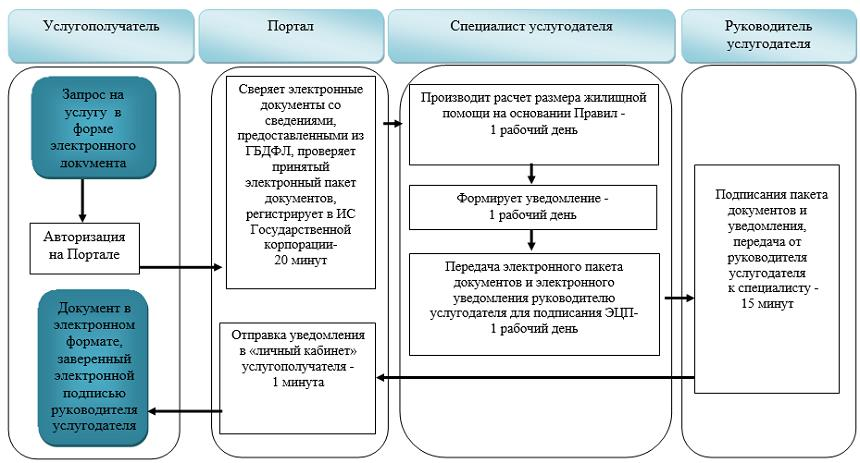 Услугополучатель
Портал
Специалист услугодателя
Руководитель
услугодателя
Запрос на
услугу в
форме
электронного
документа
Авторизация
на Портале
Документ в
электронном
формате,
заверенный
электронной
подписью
руководителя
услугодателя
Сверяет электронные
документы со
сведениями,
предоставленными из
ГБДФЛ, проверяет
принятый
электронный пакет
документов,
регистрирует в ИС
Государственной
корпорации-
20 минут
Отправка уведомления
в «личный кабинет»
услугополучателя -
1 минута
Производит расчет размера жилищной
помощи на основании Правил -
1 рабочий день
Формирует уведомление -
1 рабочий день
Передача электронного пакета
документов и электронного
уведомления руководителю
услугодателя для подписания ЭЦП-
1 рабочий день
Подписания пакета
документов и
уведомления,
передача от
руководителя
услугодателя
к специалисту -
15 минут